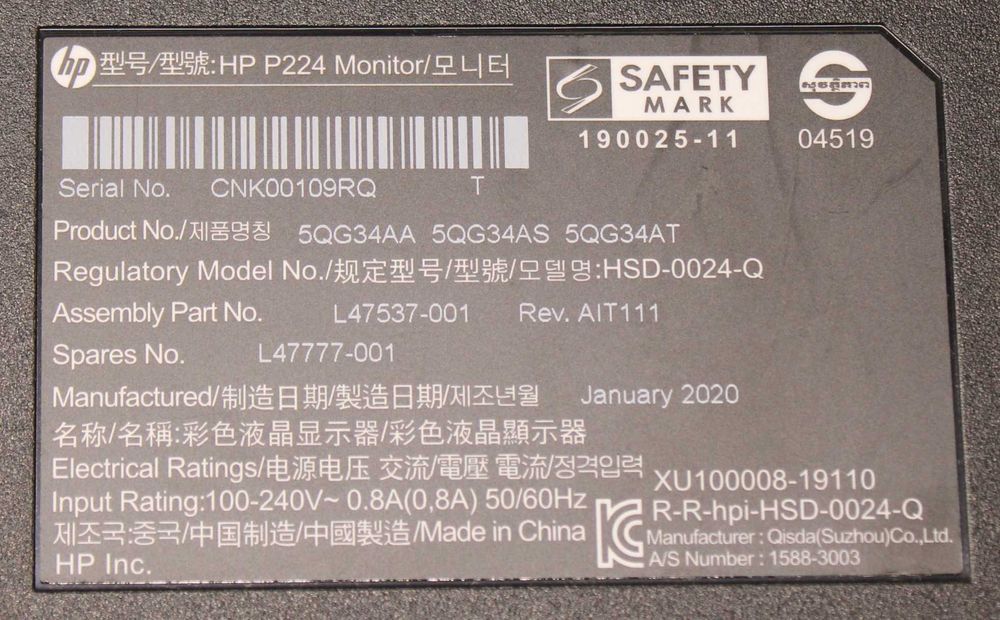 hp 型号/型號:HP P224 Monitor/모니터
SAFETY
MARK
190025-11
04519
Serial No. CNK00109RQ T
Product No./제품명칭 5QG34AA 5QG34AS 5QG34AT
Regulatory Model No./规定型号/型號/모델명:HSD-0024-Q
Assembly Part No. L47537-001 Rev. AIT111
Spares No. L47777-001
Manufactured/制造日期/製造日期/제조년월 January 2020
名称/名稱:彩色液晶显示器/彩色液晶顯示器
Electrical Ratings/电源电压 交流/電壓 電流/정격입력
Input Rating:100-240V~ 0.8A(0,8A) 50/60Hz
제조국:중국/中国制造/中國製造/Made in China
HP Inc.
XU100008-19110
R-R-hpi-HSD-0024-Q
Manufacturer : Qisda(Suzhou)Co.,Ltd.
A/S Number : 1588-3003